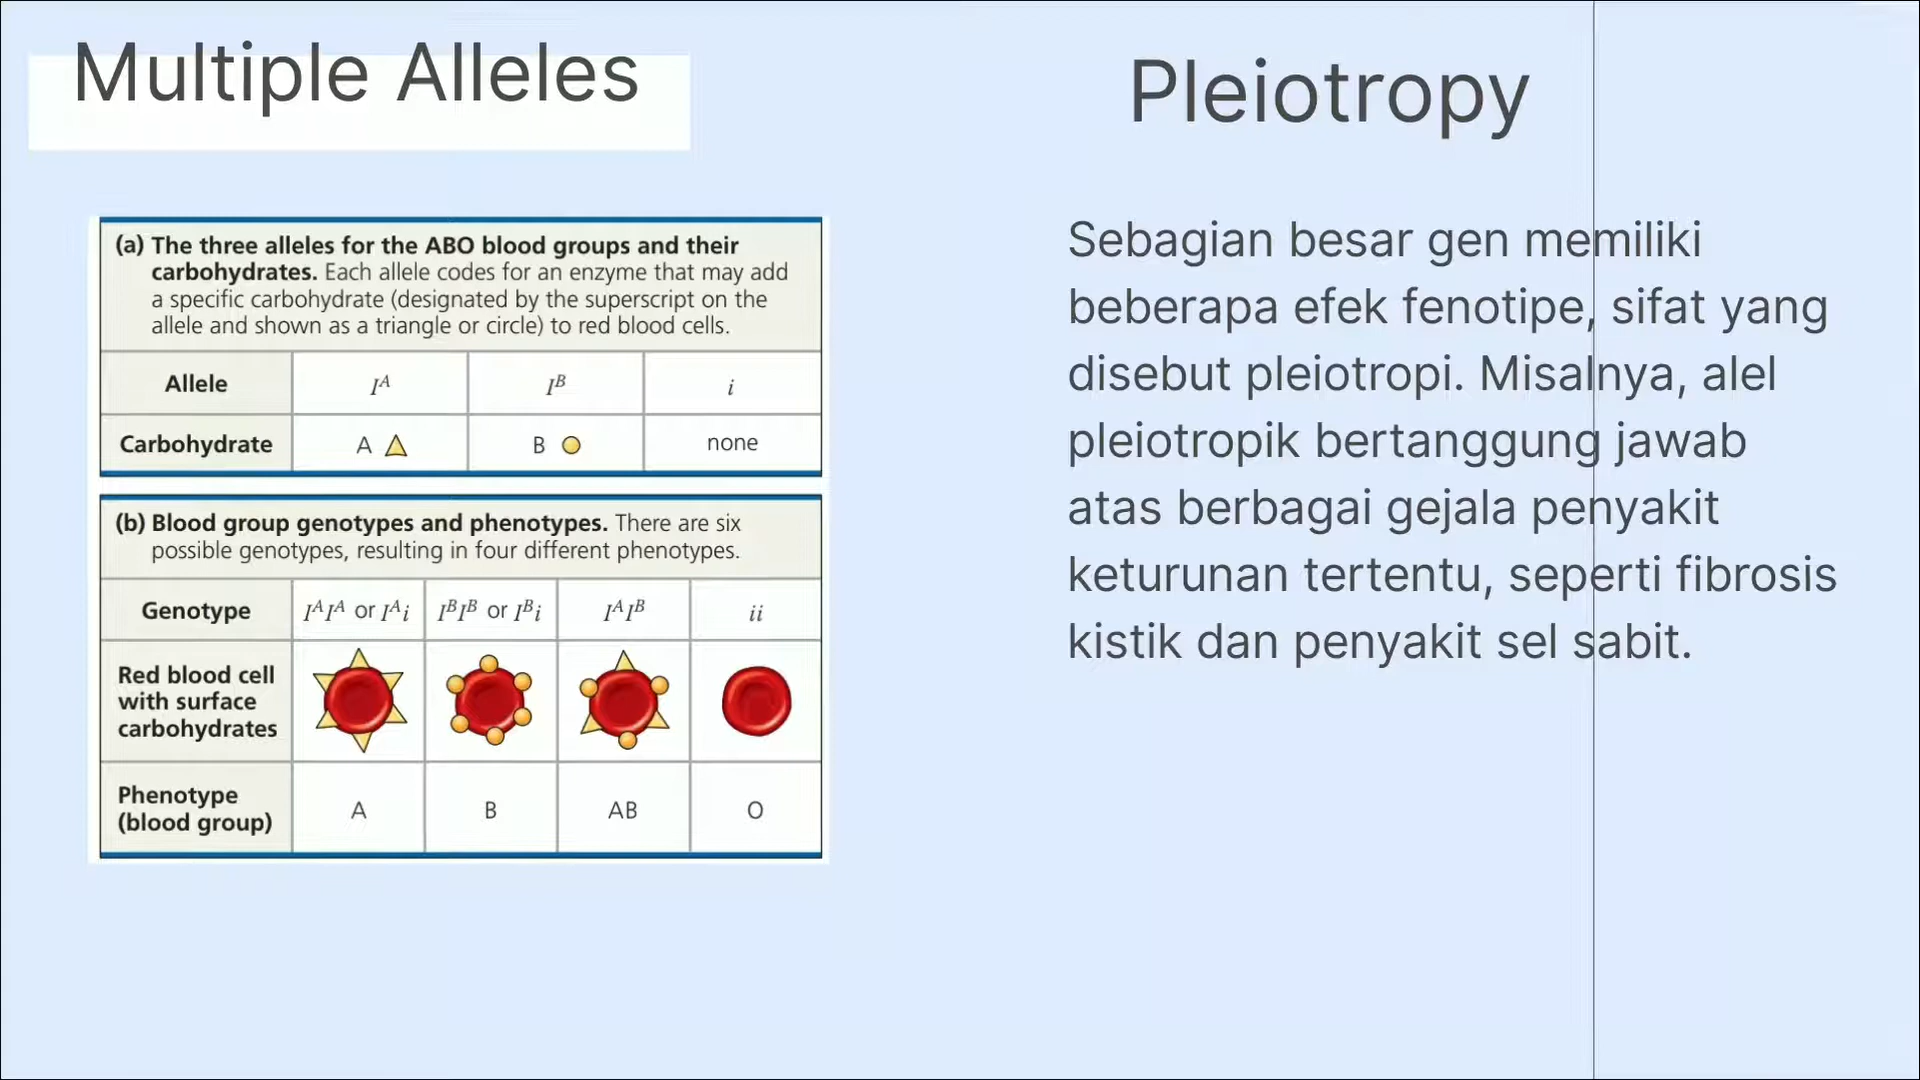 Multiple Alleles
(a) The three alleles for the ABO blood groups and their
carbohydrates. Each allele codes for an enzyme that may add
a specific carbohydrate (designated by the superscript on the
allele and shown as a triangle or circle) to red blood cells.
Allele I^A I^B i
Carbohydrate A B none
(b) Blood group genotypes and phenotypes. There are six
possible genotypes, resulting in four different phenotypes.
Genotype I^A I^A or I^A i I^B I^B or I^B i I^A I^B ii
Red blood cell
with surface
carbohydrates
Phenotype
(blood group) A B AB O
Pleiotropy
Sebagian besar gen memiliki
beberapa efek fenotipe, sifat yang
disebut pleiotropi. Misalnya, alel
pleiotropik bertanggung jawab
atas berbagai gejala penyakit
keturunan tertentu, seperti fibrosis
kistik dan penyakit sel sabit.